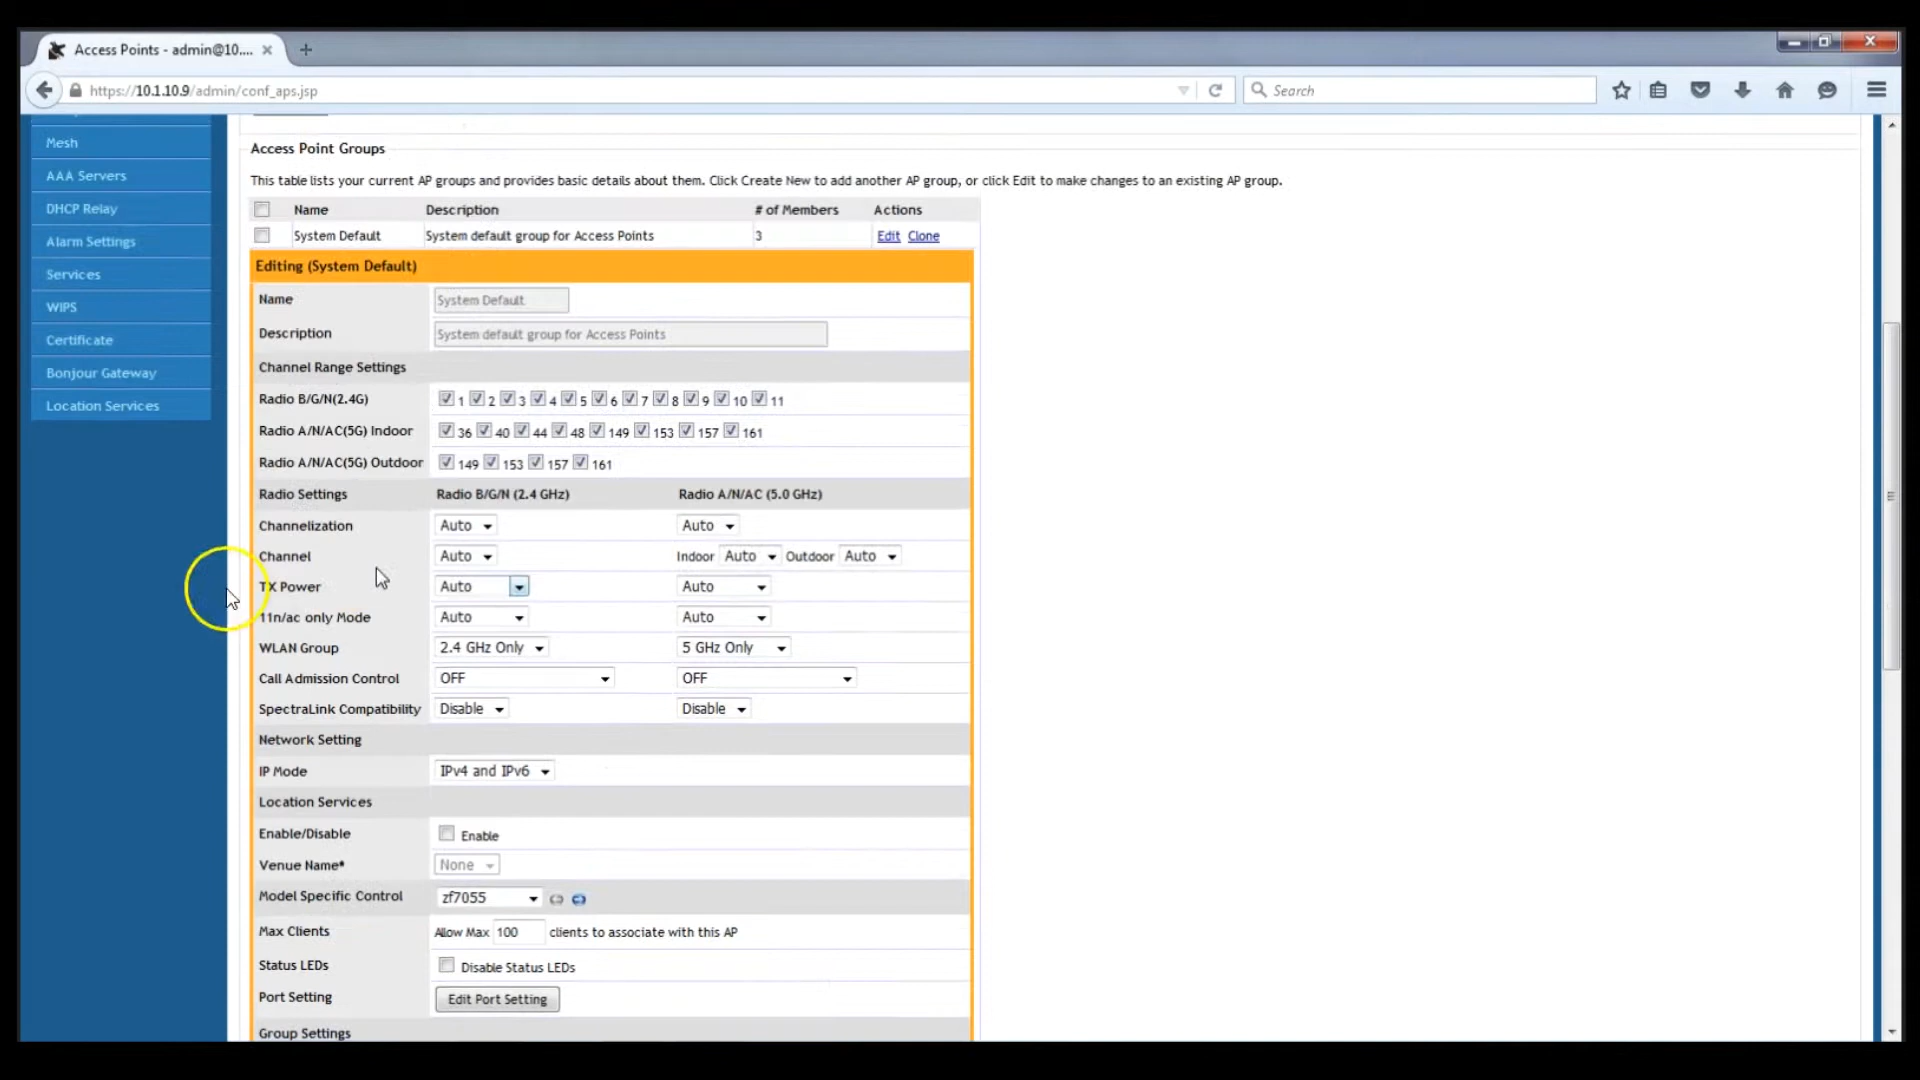 Access Points - admin@10....
https://10.1.10.9/admin/conf_aps.jsp
Search
Mesh
AAA Servers
DHCP Relay
Alarm Settings
Services
WIPS
Certificate
Bonjour Gateway
Location Services
Access Point Groups
This table lists your current AP groups and provides basic details about them. Click Create New to add another AP group, or click Edit to make changes to an existing AP group.
Name Description # of Members Actions
System Default System default group for Access Points 3 Edit Clone
Editing (System Default)
Name System Default
Description System default group for Access Points
Channel Range Settings
Radio B/G/N(2.4G) 1 2 3 4 5 6 7 8 9 10 11
Radio A/N/AC(5G) Indoor 36 40 44 48 149 153 157 161
Radio A/N/AC(5G) Outdoor 149 153 157 161
Radio Settings Radio B/G/N (2.4 GHz) Radio A/N/AC (5.0 GHz)
Channelization Auto Auto
Channel Auto Indoor Auto Outdoor Auto
TX Power Auto Auto
11n/ac only Mode Auto Auto
WLAN Group 2.4 GHz Only 5 GHz Only
Call Admission Control OFF OFF
SpectraLink Compatibility Disable Disable
Network Setting
IP Mode IPv4 and IPv6
Location Services
Enable/Disable Enable
Venue Name* None
Model Specific Control zf7055
Max Clients Allow Max 100 clients to associate with this AP
Status LEDs Disable Status LEDs
Port Setting Edit Port Setting
Group Settings